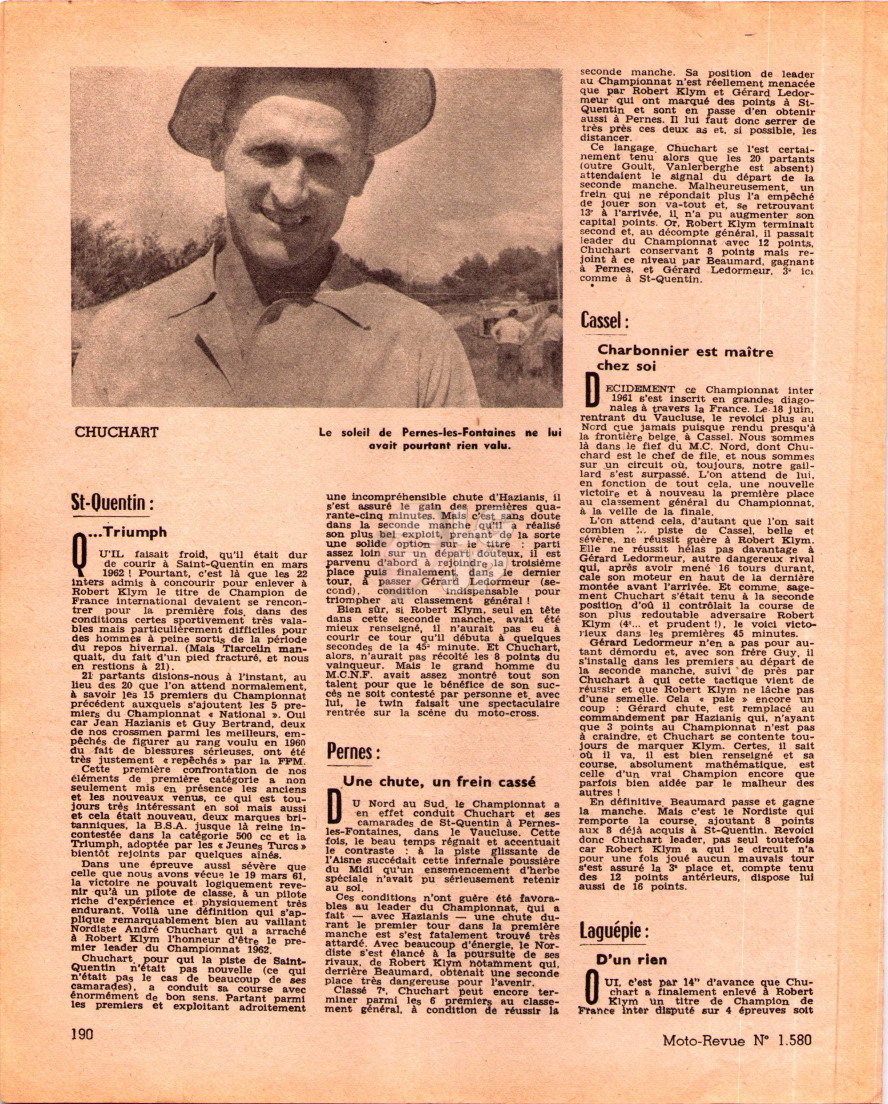 CHUCHART
Le soleil de Pernes-les-Fontaines ne lui
avait pourtant rien valu.
St-Quentin :
...Triumph
QU'IL faisait froid, qu'il était dur
de courir à Saint-Quentin en mars
1962 ! Pourtant, c'est là que les 22
inters admis à concourir pour enlever à
Robert Klym le titre de Champion de
France International devaient se rencon-
trer pour la première fois, dans des
conditions certes sportivement très vala-
bles mais particulièrement difficiles pour
des hommes à peine sortis de la période
du repos hivernal. (Mais Tiarcelin man-
quait, du fait d'un pied fracturé, et nous
en restions à 21).
21 partants disions-nous à l'instant, au
lieu des 20 que l'on attend normalement,
à savoir les 15 premiers du Championnat
précédent auxquels s'ajoutent les 5 pre-
miers du Championnat « National ». Oui
car Jean Hazianis et Guy Bertrand, deux
de nos crossmen parmi les meilleurs, em-
pêchés de figurer au rang voulu en 1960
du fait de blessures sérieuses, ont été
très justement « repêchés » par la FFM.
Cette première confrontation de nos
éléments de première catégorie a non
seulement mis en présence les anciens
et les nouveaux venus, ce qui est tou-
jours très intéressant en soi mais aussi
et cela était nouveau, deux marques bri-
tanniques, la B.S.A. jusque là reine in-
contestée dans la catégorie 500 cc et la
Triumph, adoptée par les « Jeunes Turcs »
bientôt rejoints par quelques aînés.
Dans une épreuve aussi sévère que
celle que nous avons vécue le 19 mars 61,
la victoire ne pouvait logiquement reve-
nir qu'à un pilote de classe, à un pilote
riche d'expérience et physiquement très
endurant. Voilà une définition qui s'ap-
plique remarquablement bien au vaillant
Nordiste André Chuchart qui a arraché
à Robert Klym l'honneur d'être le pre-
mier leader du Championnat 1962.
Chuchart pour qui la piste de Saint-
Quentin n'était pas nouvelle (ce qui
n'était pas le cas de beaucoup de ses
camarades), a conduit sa course avec
énormément de bon sens. Partant parmi
les premiers et exploitant adroitement
une incompréhensible chute d'Hazianis, il
s'est assuré le gain des premières qua-
rante-cinq minutes. Mais c'est sans doute
dans la seconde manche qu'il a réalisé
son plus bel exploit, prenant de la sorte
une solide option sur le titre : parti
assez loin sur un départ douteux, il est
parvenu d'abord à rejoindre la troisième
place puis finalement, dans le dernier
tour, à passer Gérard Ledormeur (se-
cond), condition indispensable pour
triompher au classement général !
Bien sûr, si Robert Klym, seul en tête
dans cette seconde manche, avait été
mieux renseigné, il n'aurait pas eu à
courir ce tour qu'il débuta à quelques
secondes de la 45e minute. Et Chuchart,
alors, n'aurait pas récolté les 8 points du
vainqueur. Mais le grand homme du
M.C.N.F. avait assez montré tout son
talent pour que le bénéfice de son suc-
cès ne soit contesté par personne et, avec
lui, le twin faisait une spectaculaire
rentrée sur la scène du moto-cross.
Pernes :
Une chute, un frein cassé
DU Nord au Sud, le Championnat a
en effet conduit Chuchart et ses
camarades de St-Quentin à Pernes-
les-Fontaines, dans le Vaucluse. Cette
fois, le beau temps régnait et accentuait
le contraste : à la piste glissante de
l'Aisne succédait cette infernale poussière
du Midi qu'un ensemencement d'herbe
spéciale n'avait pu sérieusement retenir
au sol.
Ces conditions n'ont guère été favora-
bles au leader du Championnat, qui a
fait — avec Hazianis — une chute du-
rant le premier tour dans la première
manche et s'est fatalement trouvé très
attardé. Avec beaucoup d'énergie, le Nor-
diste s'est élancé à la poursuite de ses
rivaux, de Robert Klym notamment qui,
derrière Beaumard, obtenait une seconde
place très dangereuse pour l'avenir.
Classé 7e, Chuchart peut encore ter-
miner parmi les 6 premiers au classe-
ment général, à condition de réussir la
seconde manche. Sa position de leader
au Championnat n'est réellement menacée
que par Robert Klym et Gérard Ledor-
meur qui ont marqué des points à St-
Quentin et sont en passe d'en obtenir
aussi à Pernes. Il lui faut donc serrer de
très près ces deux as et, si possible, les
distancer.
Ce langage, Chuchart se l'est certai-
nement tenu alors que les 20 partants
(outre Goult, Vanlerberghe est absent)
attendaient le signal du départ de la
seconde manche. Malheureusement, un
frein qui ne répondait plus l'a empêché
de jouer son va-tout et, se retrouvant
13e à l'arrivée, il n'a pu augmenter son
capital points. Or, Robert Klym terminait
second et, au décompte général, il passait
leader du Championnat avec 12 points,
Chuchart conservant 8 points mais re-
joint à ce niveau par Beaumard, gagnant
à Pernes, et Gérard Ledormeur, 3e ici
comme à St-Quentin.
Cassel :
Charbonnier est maître
chez soi
DECIDEMENT ce Championnat inter
1961 s'est inscrit en grandes diago-
nales à travers la France. Le 18 juin,
rentrant du Vaucluse, le revoici plus au
Nord que jamais puisque rendu presqu'à
la frontière belge à Cassel. Nous sommes
là dans le fief du M.C. Nord, dont Chu-
chard est le chef de file, et nous sommes
sur un circuit où, toujours, notre gail-
lard s'est surpassé. L'on attend de lui,
en fonction de tout cela, une nouvelle
victoire et à nouveau la première place
au classement général du Championnat,
à la veille de la finale.
L'on attend cela, d'autant que l'on sait
combien piste de Cassel, belle et
sévère, ne réussit guère à Robert Klym.
Elle ne réussit hélas pas davantage à
Gérard Ledormeur, autre dangereux rival
qui, après avoir mené 16 tours durant,
cale son moteur en haut de la dernière
montée avant l'arrivée. Et comme, sage-
ment Chuchart s'était tenu à la seconde
position d'où il contrôlait la course de
son plus redoutable adversaire Robert
Klym (4e... et prudent !), le voici victo-
rieux dans les premières 45 minutes.
Gérard Ledormeur n'en a pas pour au-
tant démordu et, avec son frère Guy, il
s'installe dans les premiers au départ de
la seconde manche, suivi de près par
Chuchart à qui cette tactique vient de
réussir et que Robert Klym ne lâche pas
d'une semelle. Cela « paie » encore un
coup : Gérard chute, est remplacé au
commandement par Hazianis qui, n'ayant
que 3 points au Championnat n'est pas
à craindre, et Chuchart se contente tou-
jours de marquer Klym. Certes, il sait
où il va, il est bien renseigné et sa
course, absolument mathématique, est
celle d'un vrai Champion encore que
parfois bien aidée par le malheur des
autres !
En définitive, Beaumard passe et gagne
la manche. Mais c'est le Nordiste qui
remporte la course, ajoutant 8 points
aux 8 déjà acquis à St-Quentin. Revoici
donc Chuchart leader, pas seul toutefois
car Robert Klym a qui le circuit n'a
pour une fois joué aucun mauvais tour
s'est assuré la 3e place et, compte tenu
des 12 points antérieurs, dispose lui
aussi de 16 points.
Laguépie :
D'un rien
OUI, c'est par 14" d'avance que Chu-
chart a finalement enlevé à Robert
Klym un titre de Champion de
France inter disputé sur 4 épreuves soit
190
Moto-Revue N° 1.580